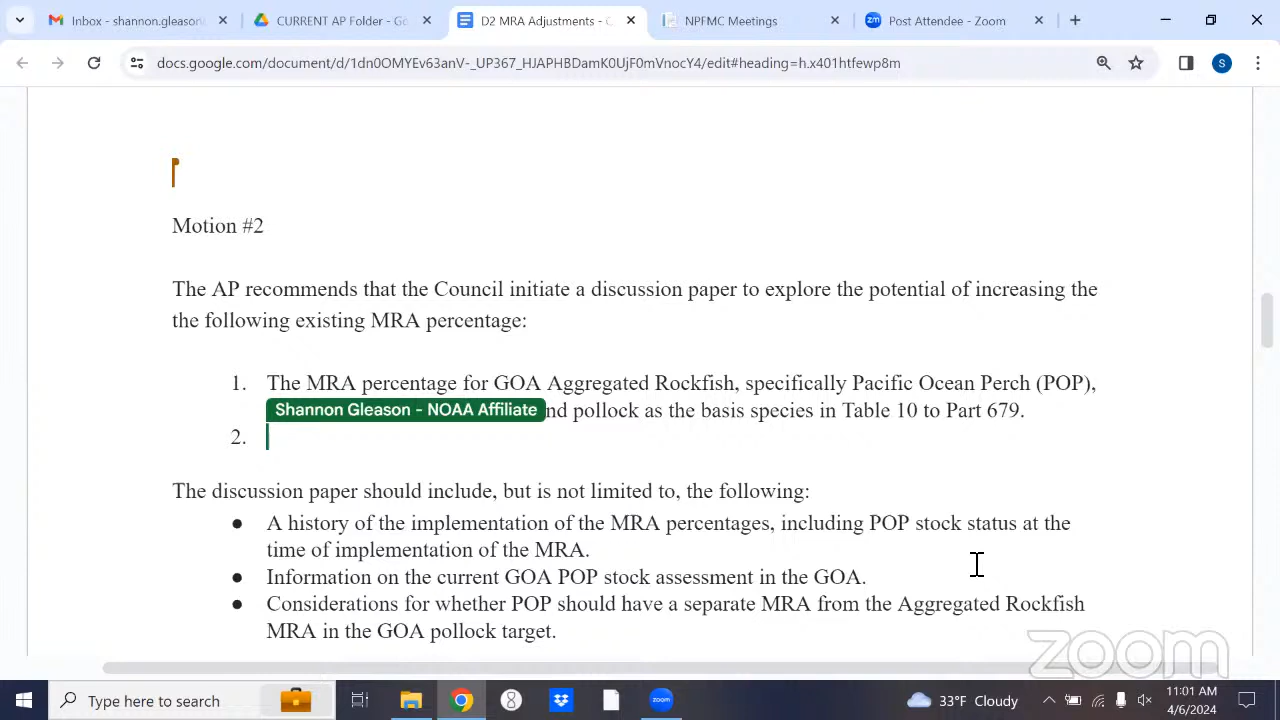 Inbox - shannon.gleason
CURRENT AP Folder - Go
D2 MRA Adjustments - G
NPFMC Meetings
Post Attendee - Zoom
docs.google.com/document/d/1dn0OMYEv63anV-_UP367_HJAPHBDamK0UjF0mVnocY4/edit#heading=h.x401htfewp8m
S
Motion #2
The AP recommends that the Council initiate a discussion paper to explore the potential of increasing the
the following existing MRA percentage:
1. The MRA percentage for GOA Aggregated Rockfish, specifically Pacific Ocean Perch (POP),
Shannon Gleason - NOAA Affiliate nd pollock as the basis species in Table 10 to Part 679.
2.
The discussion paper should include, but is not limited to, the following:
● A history of the implementation of the MRA percentages, including POP stock status at the
time of implementation of the MRA.
● Information on the current GOA POP stock assessment in the GOA.
● Considerations for whether POP should have a separate MRA from the Aggregated Rockfish
MRA in the GOA pollock target.
zoom
Type here to search
zoom
33°F Cloudy
11:01 AM
4/6/2024